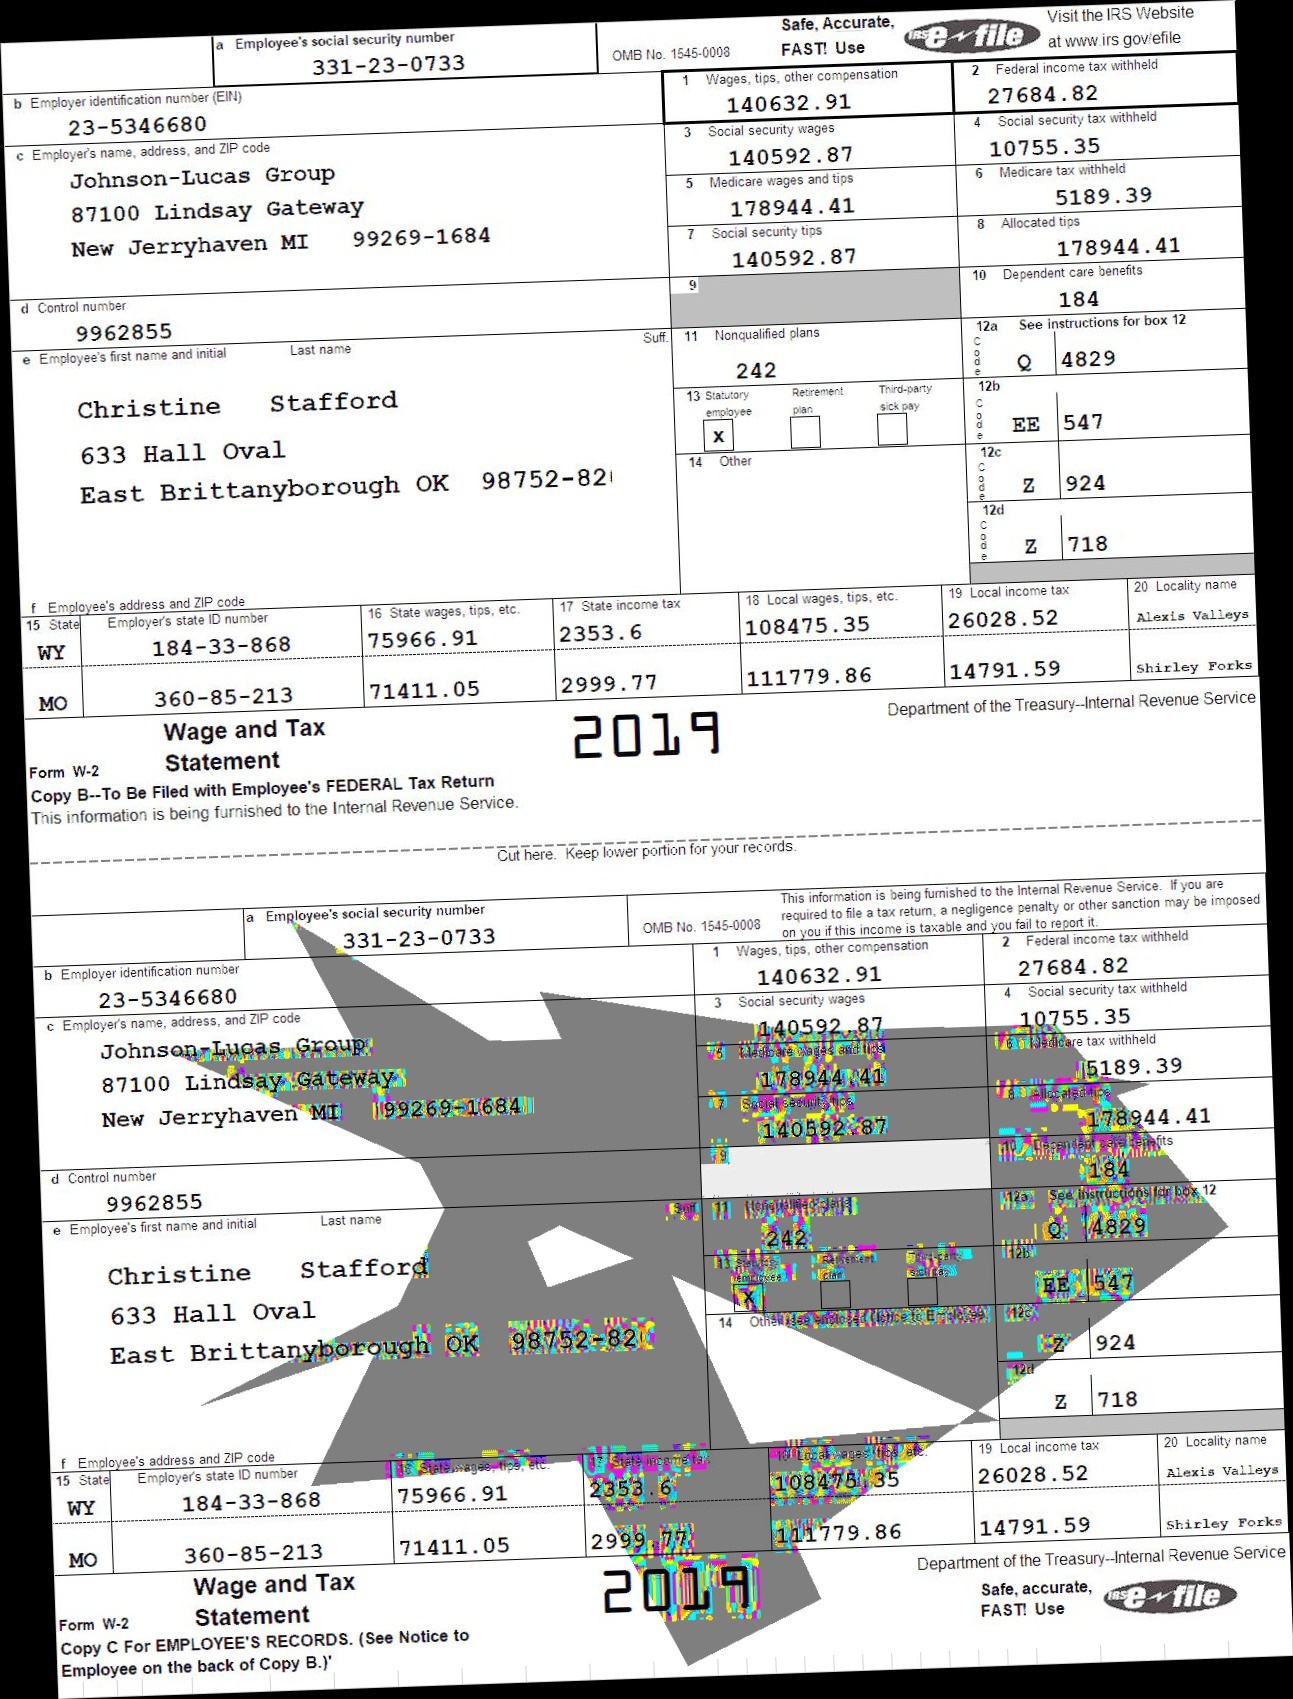 a Employee's social security number
331-23-0733
OMB No. 1545-0008
Safe, Accurate,
FAST! Use
IRS e-file
Visit the IRS Website
at www.irs.gov/efile
b Employer identification number (EIN)
23-5346680
1 Wages, tips, other compensation
140632.91
2 Federal income tax withheld
27684.82
c Employer's name, address, and ZIP code
Johnson-Lucas Group
87100 Lindsay Gateway
New Jerryhaven MI 99269-1684
3 Social security wages
140592.87
4 Social security tax withheld
10755.35
5 Medicare wages and tips
178944.41
6 Medicare tax withheld
5189.39
7 Social security tips
140592.87
8 Allocated tips
178944.41
d Control number
9962855
9
10 Dependent care benefits
184
e Employee's first name and initial Last name Suff.
Christine Stafford
633 Hall Oval
East Brittanyborough OK 98752-82
11 Nonqualified plans
242
12a See instructions for box 12
Code Q 4829
13 Statutory employee Retirement plan Third-party sick pay
x
12b
Code EE 547
14 Other
12c
Code Z 924
12d
Code Z 718
f Employee's address and ZIP code
15 State Employer's state ID number 16 State wages, tips, etc. 17 State income tax 18 Local wages, tips, etc. 19 Local income tax 20 Locality name
WY 184-33-868 75966.91 2353.6 108475.35 26028.52 Alexis Valleys
MO 360-85-213 71411.05 2999.77 111779.86 14791.59 Shirley Forks
Wage and Tax
Statement
Form W-2
2019
Department of the Treasury--Internal Revenue Service
Copy B--To Be Filed with Employee's FEDERAL Tax Return
This information is being furnished to the Internal Revenue Service.
Cut here. Keep lower portion for your records.
a Employee's social security number
331-23-0733
OMB No. 1545-0008
This information is being furnished to the Internal Revenue Service. If you are
required to file a tax return, a negligence penalty or other sanction may be imposed
on you if this income is taxable and you fail to report it.
b Employer identification number
23-5346680
1 Wages, tips, other compensation
140632.91
2 Federal income tax withheld
27684.82
c Employer's name, address, and ZIP code
Johnson-Lucas Group
87100 Lindsay Gateway
New Jerryhaven MI 99269-1684
3 Social security wages
140592.87
4 Social security tax withheld
10755.35
5 Medicare wages and tips
178944.41
6 Medicare tax withheld
5189.39
7 Social security tips
140592.87
8 Allocated tips
178944.41
d Control number
9962855
9
10 Dependent care benefits
184
e Employee's first name and initial Last name Suff.
Christine Stafford
633 Hall Oval
East Brittanyborough OK 98752-82
11 Nonqualified plans
242
12a See instructions for box 12
Q 4829
13 Statutory employee Retirement plan Third-party sick pay
X
12b
EE 547
14 Other (see enclosed Notice to Employee)
12c
Z 924
12d
Z 718
f Employee's address and ZIP code
15 State Employer's state ID number 16 State wages, tips, etc. 17 State income tax 18 Local wages, tips, etc. 19 Local income tax 20 Locality name
WY 184-33-868 75966.91 2353.6 108475.35 26028.52 Alexis Valleys
MO 360-85-213 71411.05 2999.77 111779.86 14791.59 Shirley Forks
Wage and Tax
Statement
Form W-2
2019
Department of the Treasury--Internal Revenue Service
Safe, accurate,
FAST! Use
IRS e-file
Copy C For EMPLOYEE'S RECORDS. (See Notice to
Employee on the back of Copy B.)'